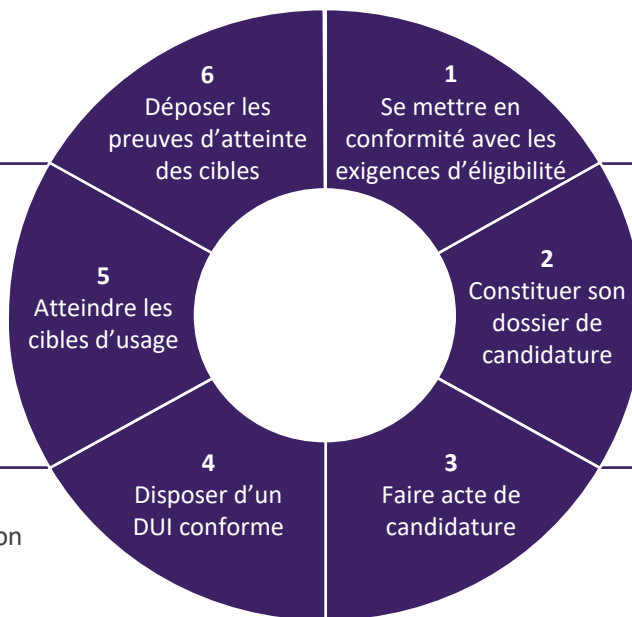 1
Se mettre en
conformité avec les
exigences d’éligibilité
2
Constituer son
dossier de
candidature
3
Faire acte de
candidature
4
Disposer d’un
DUI conforme
5
Atteindre les
cibles d’usage
6
Déposer les
preuves d’atteinte
des cibles